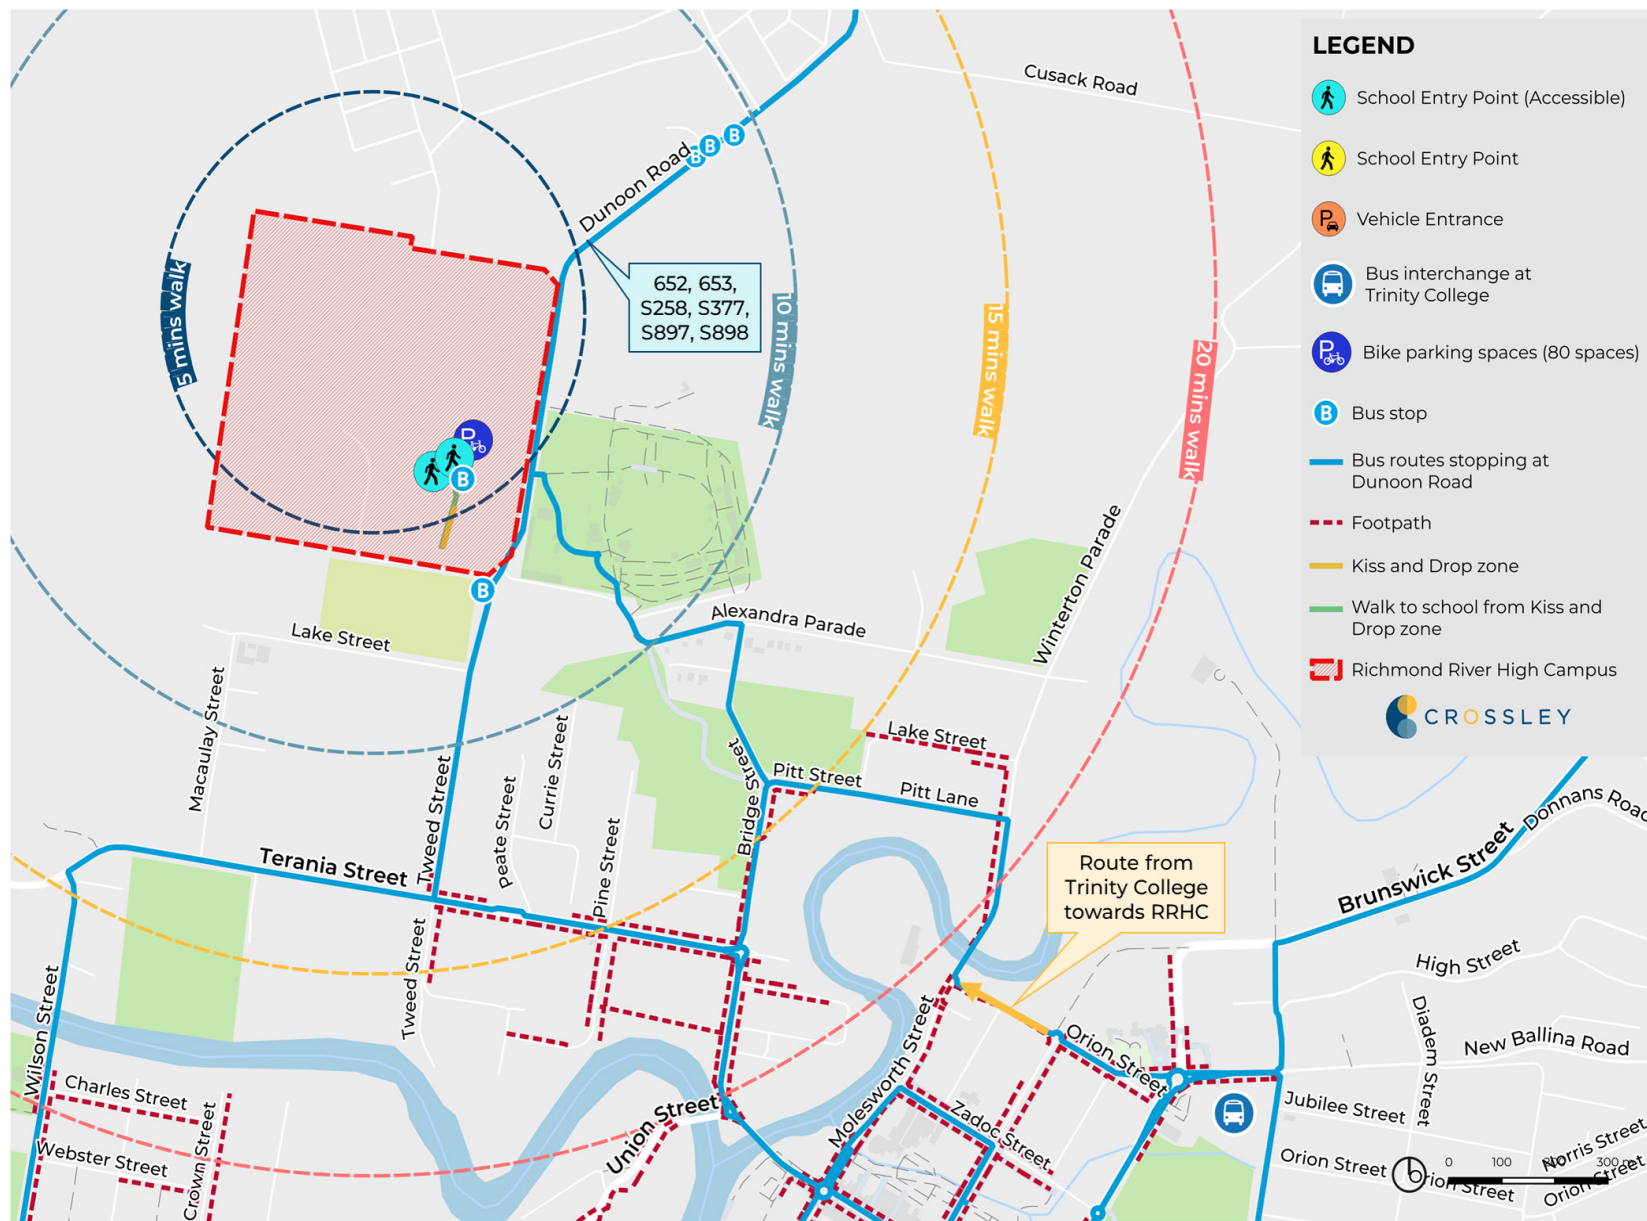 LEGEND
School Entry Point (Accessible)
School Entry Point
Vehicle Entrance
Bus interchange at
Trinity College
Bike parking spaces (80 spaces)
B
Bus stop
Bus routes stopping at
Dunoon Road
Footpath
Kiss and Drop zone
Walk to school from Kiss and
Drop zone
Richmond River High Campus
CROSSLEY
Cusack Road
B
B
B
Dunoon Road
652, 653,
S258, S377,
S897, S898
5 mins walk
10 mins walk
15 mins walk
20 mins walk
P
B
B
Winterton Parade
Alexandra Parade
Lake Street
Macaulay Street
Lake Street
Currie Street
Bridge Street
Pitt Street
Pitt Lane
Tweed Street
Peate Street
Pine Street
Terania Street
Donnans Road
Brunswick Street
Route from
Trinity College
towards RRHC
Tweed Street
High Street
Wilson Street
Molesworth Street
Orion Street
Diadem Street
New Ballina Road
Charles Street
Crown Street
Union Street
Zadoc Street
Jubilee Street
Webster Street
Norris Street
Orion Street
Orion Street
Orion Street
0
100
300